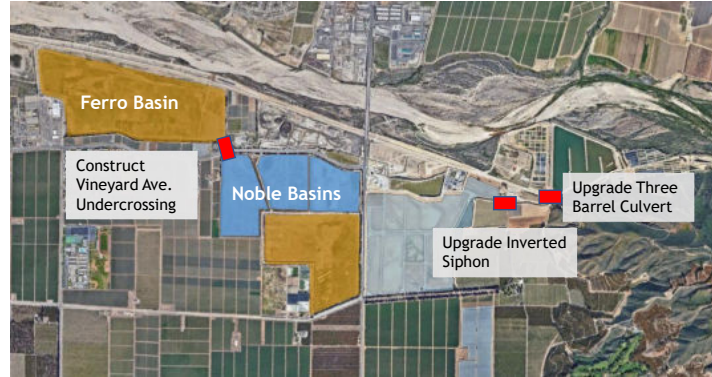 Ferro Basin
Construct
Vineyard Ave.
Undercrossing
Noble Basins
Upgrade Three
Barrel Culvert
Upgrade Inverted
Siphon